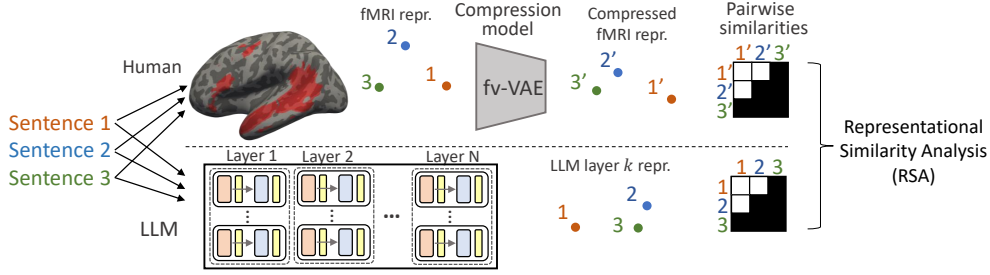 fMRI repr.
Compression
model
Compressed
fMRI repr.
Pairwise
similarities
Human
2
3
1
fv-VAE
3’
2’
1’
1’ 2’ 3’
1’
2’
3’
Sentence 1
Sentence 2
Sentence 3
Representational
Similarity Analysis
(RSA)
Layer 1
Layer 2
Layer N
LLM layer k repr.
LLM
...
1
2
3
1 2 3
1
2
3